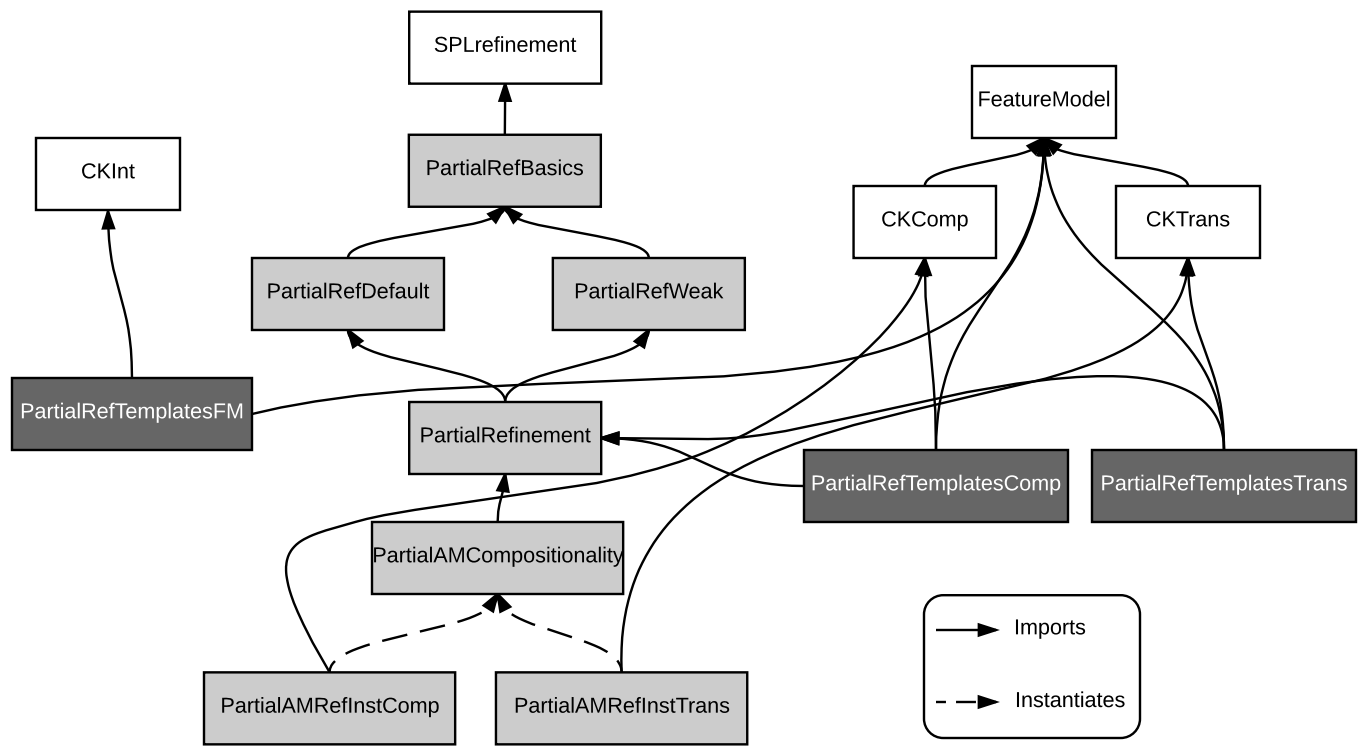 SPLrefinement
FeatureModel
CKInt
PartialRefBasics
CKComp
CKTrans
PartialRefDefault
PartialRefWeak
PartialRefTemplatesFM
PartialRefinement
PartialRefTemplatesComp
PartialRefTemplatesTrans
PartialAMCompositionality
Imports
PartialAMRefInstComp
PartialAMRefInstTrans
Instantiates